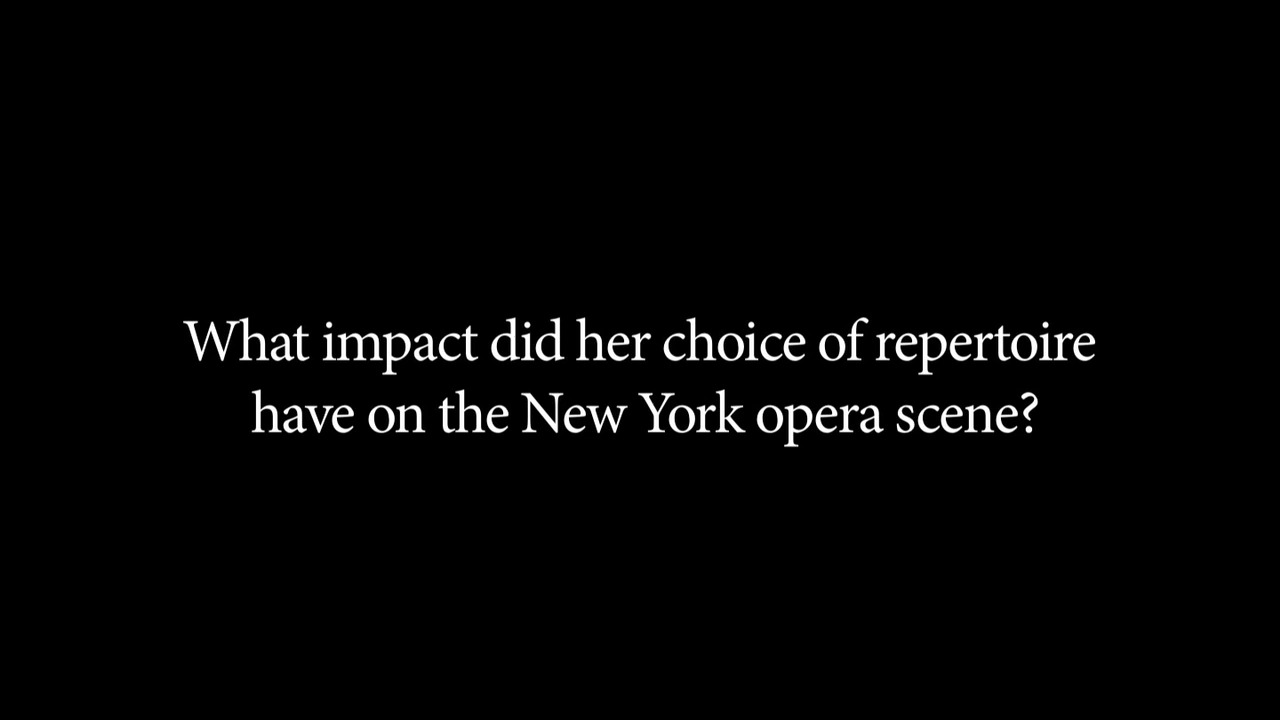 What impact did her choice of repertoire
have on the New York opera scene?